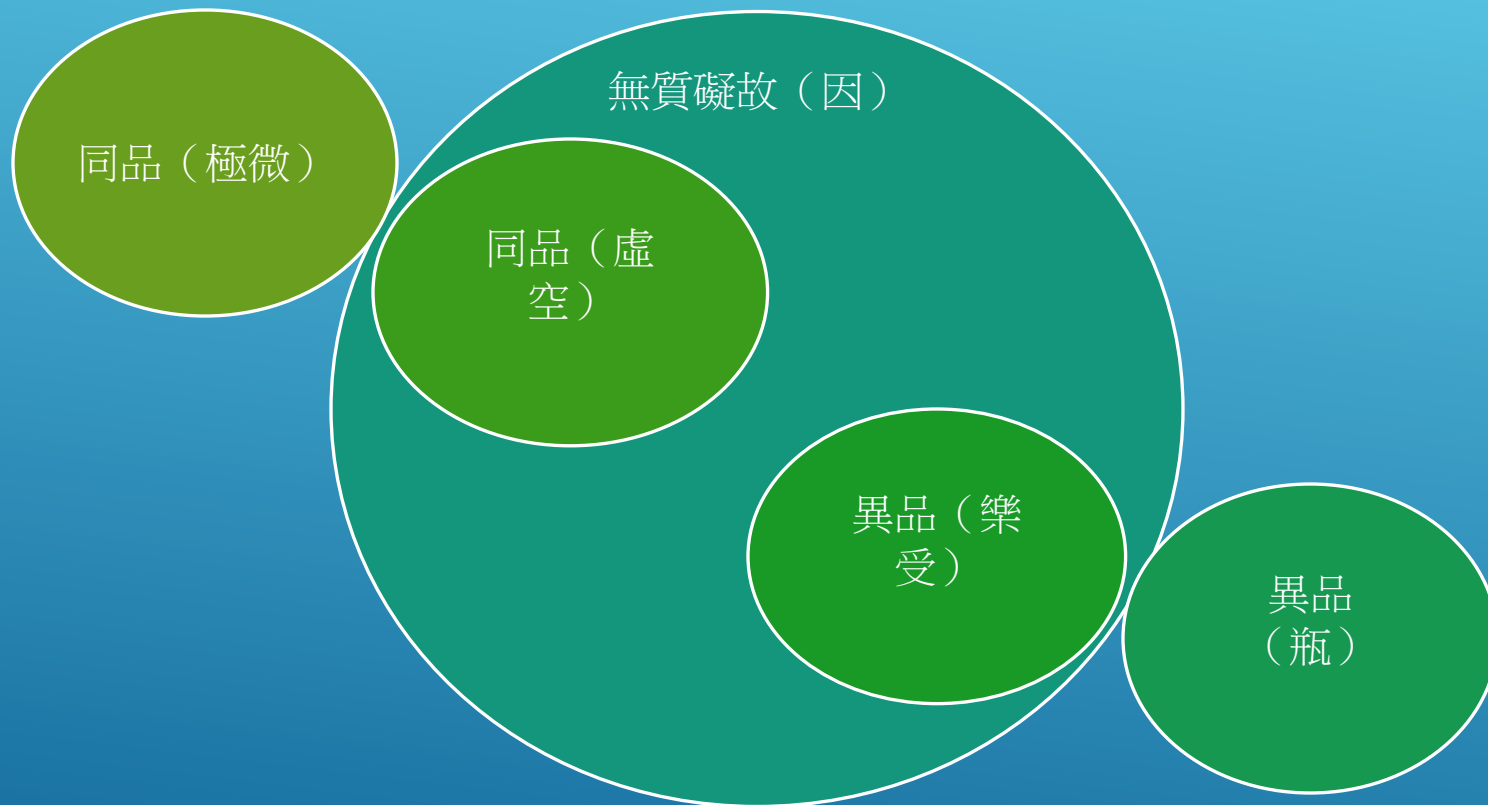 無質礙故（因）
同品（極微）
同品（虛
空）
異品（樂
受）
異品
（瓶）